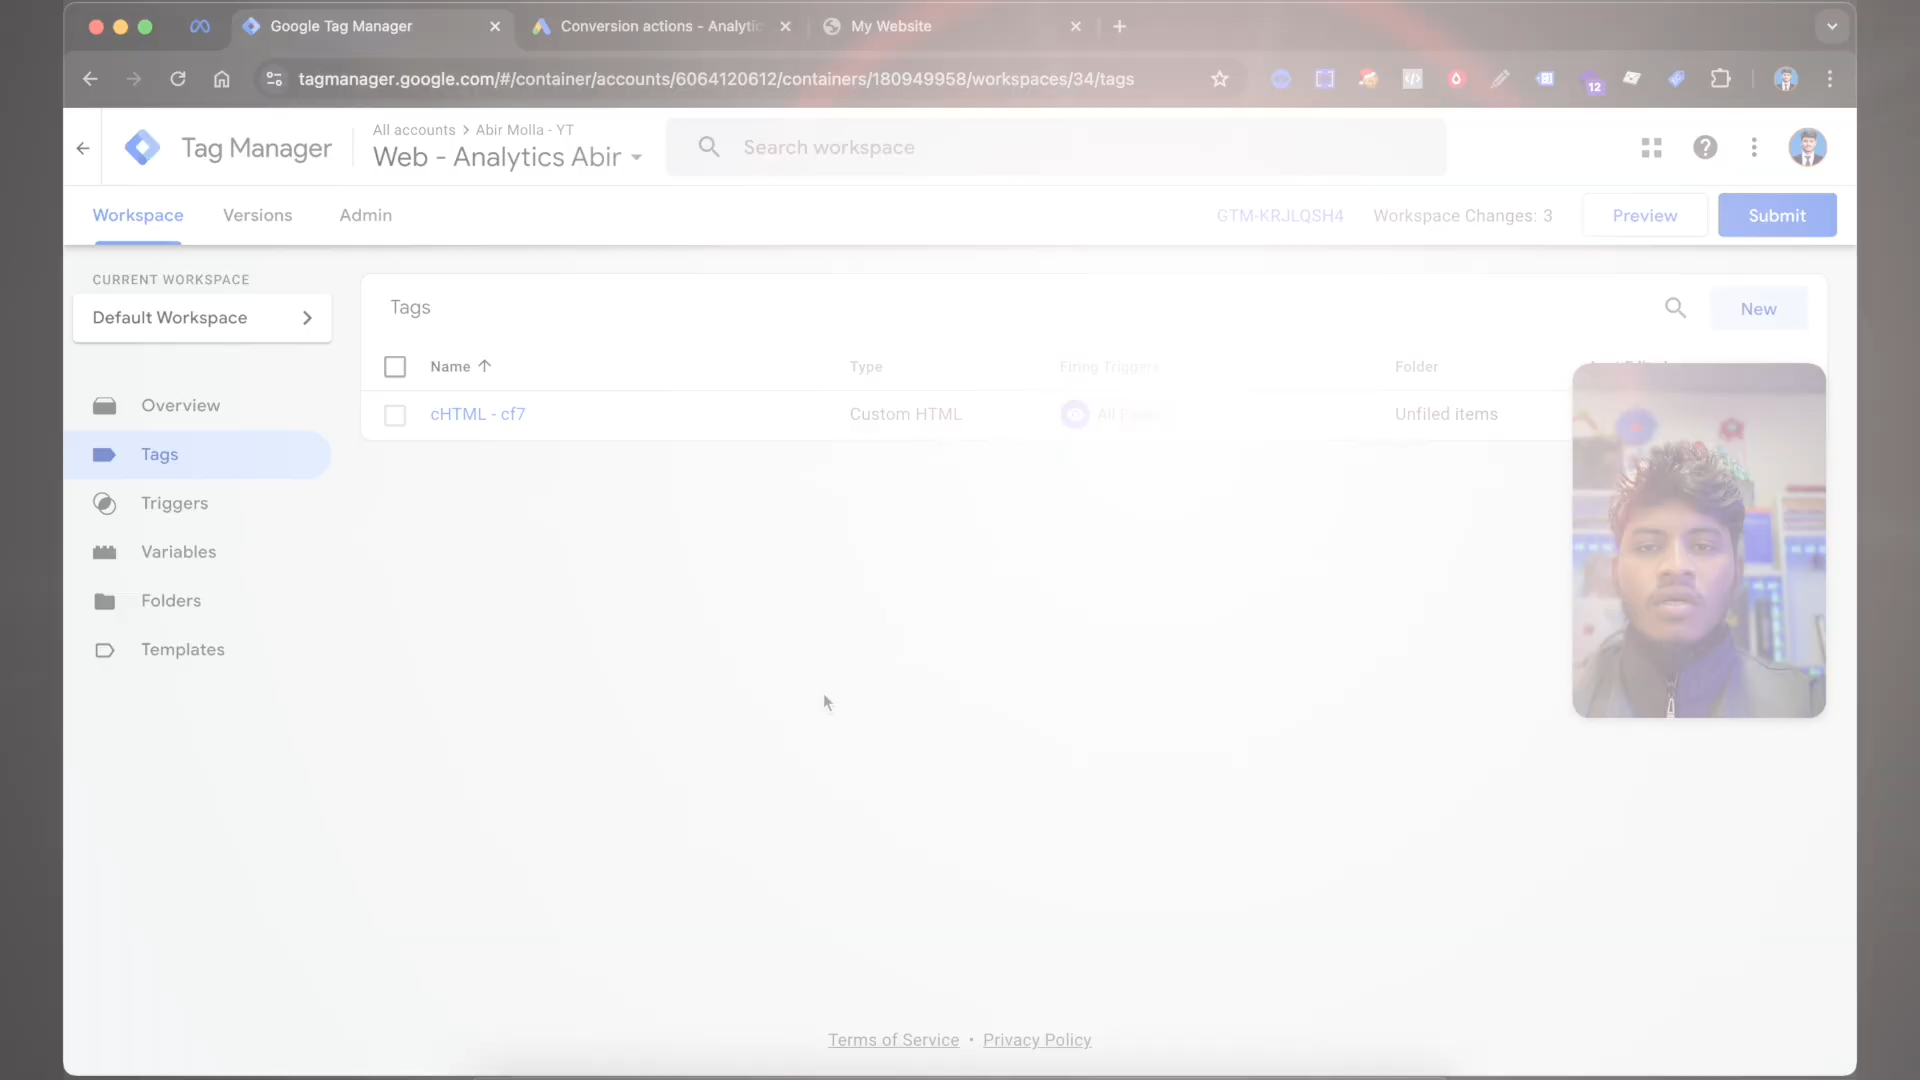 Google Tag Manager
Conversion actions - Analytic
My Website
tagmanager.google.com/#/container/accounts/6064120612/containers/180949958/workspaces/34/tags
12
Tag Manager
All accounts > Abir Molla - YT
Web - Analytics Abir
Search workspace
Workspace
Versions
Admin
GTM-KRJLQSH4
Workspace Changes: 3
Preview
Submit
CURRENT WORKSPACE
Default Workspace
Tags
New
Name
Type
Firing Triggers
Folder
cHTML - cf7
Custom HTML
All Pages
Unfiled items
Overview
Tags
Triggers
Variables
Folders
Templates
Terms of Service • Privacy Policy